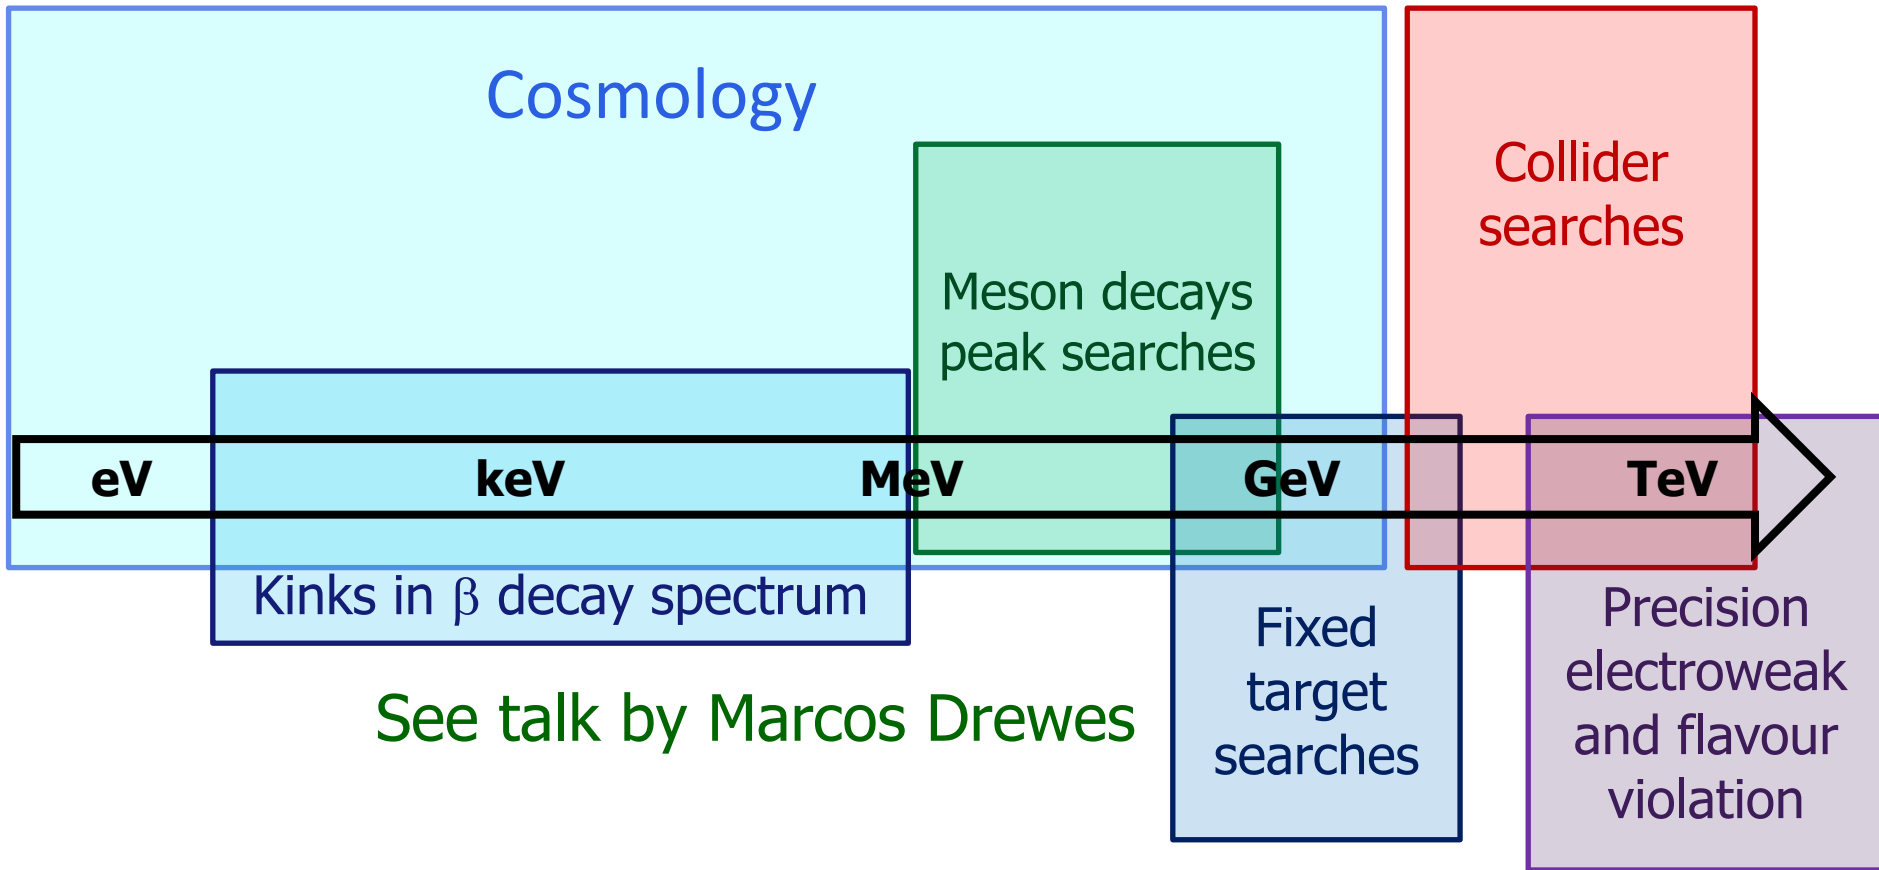 Cosmology
Collider
searches
Meson decays
peak searches
eV keV MeV GeV TeV
Kinks in β decay spectrum
Fixed
target
searches
Precision
electroweak
and flavour
violation
See talk by Marcos Drewes